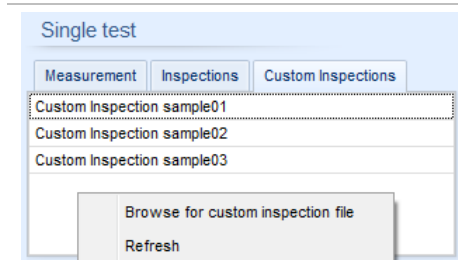 Single test
Measurement Inspections Custom Inspections
Custom Inspection sample01
Custom Inspection sample02
Custom Inspection sample03
Browse for custom inspection file
Refresh